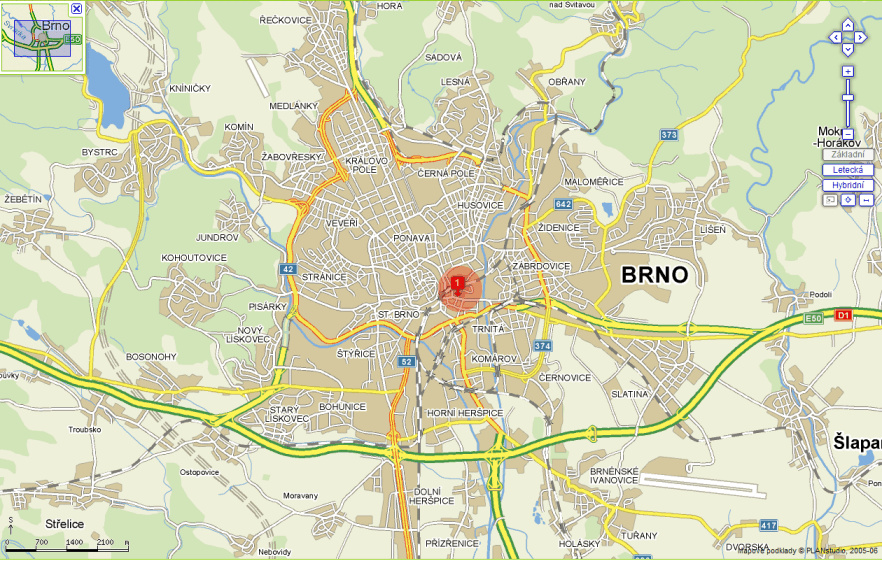 Brno
E50
ŘEČKOVICE
HORA
nad Svitavou
SADOVÁ
LESNÁ
OBŘANY
KNÍNIČKY
MEDLÁNKY
KOMÍN
373
Mok
-Horákov
BYSTRC
ŽABOVŘESKY
KRÁLOVO
POLE
ČERNÁ POLE
MALOMĚŘICE
Základní
Letecká
Hybridní
ŽEBĚTÍN
HUSOVICE
642
VEVEŘÍ
ŽIDENICE
LÍŠEŇ
JUNDROV
PONAVA
KOHOUTOVICE
42
STRÁNICE
ZÁBRDOVICE
BRNO
1
PISÁRKY
Podolí
ST. BRNO
E50
D1
NOVÝ
LÍSKOVEC
TRNITÁ
BOSONOHY
ŠTÝŘICE
52
KOMÁROV
374
ČERNOVICE
SLATINA
STARÝ
LÍSKOVEC
BOHUNICE
HORNÍ HERŠPICE
Troubsko
Šlapan
Ostopovice
BRNĚNSKÉ
IVANOVICE
Moravany
DOLNÍ
HERŠPICE
S
Střelice
417
TUŘANY
0 700 1400 2100 m
Nebovidy
PŘÍZŘENICE
HOLÁSKY
DVORSKA
mapové podklady © PLANstudio, 2005-06